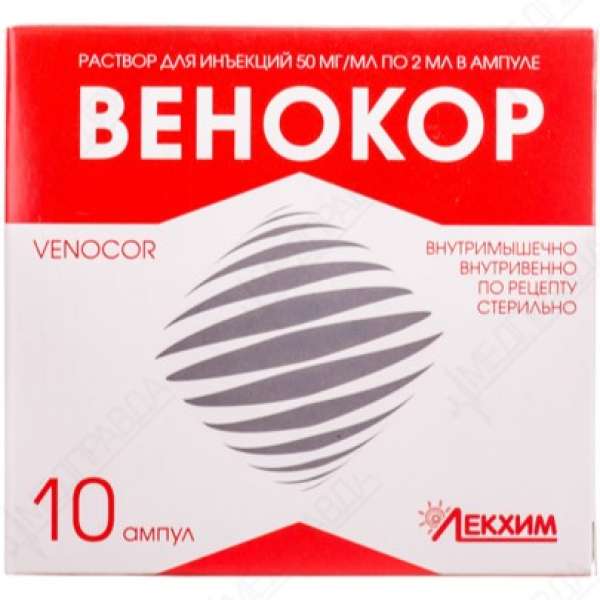 РАСТВОР ДЛЯ ИНЪЕКЦИЙ 50 МГ/МЛ ПО 2 МЛ В АМПУЛЕ
ВЕНОКОР
VENOCOR
ВНУТРИМЫШЕЧНО
ВНУТРИВЕННО
ПО РЕЦЕПТУ
СТЕРИЛЬНО
10 ампул
ЛЕКХИМ